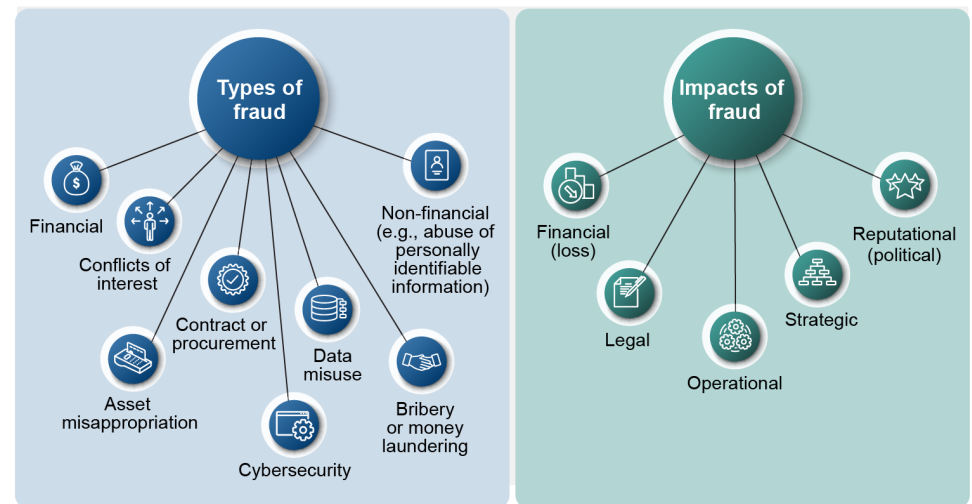 Types of
fraud
Financial
Conflicts of
interest
Asset
misappropriation
Contract or
procurement
Cybersecurity
Data
misuse
Bribery
or money
laundering
Non-financial
(e.g., abuse of
personally
identifiable
information)
Impacts of
fraud
Financial
(loss)
Legal
Operational
Strategic
Reputational
(political)